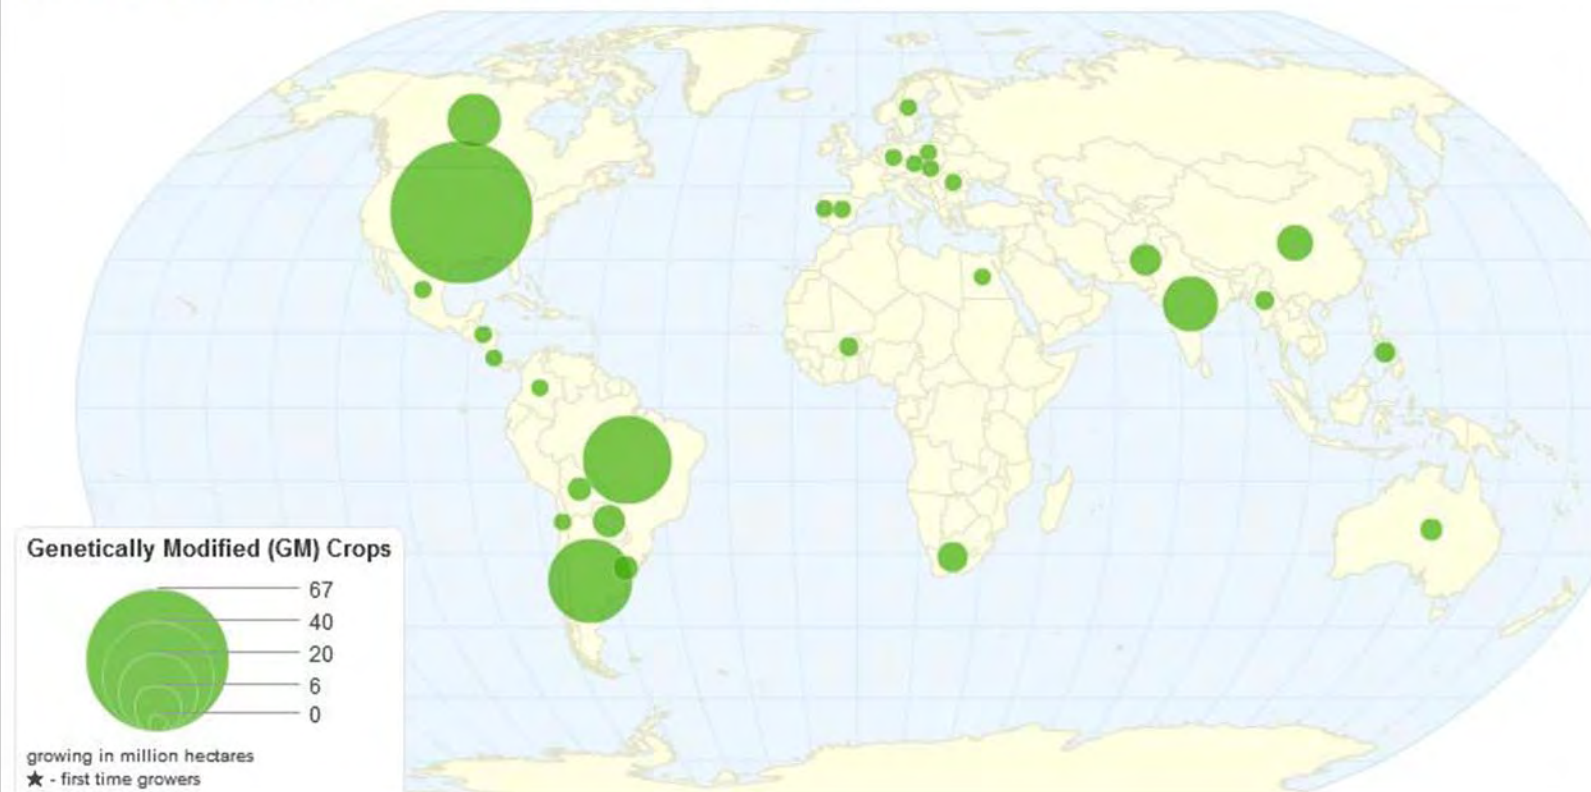 Genetically Modified (GM) Crops
67
40
20
6
0
growing in million hectares
★ - first time growers